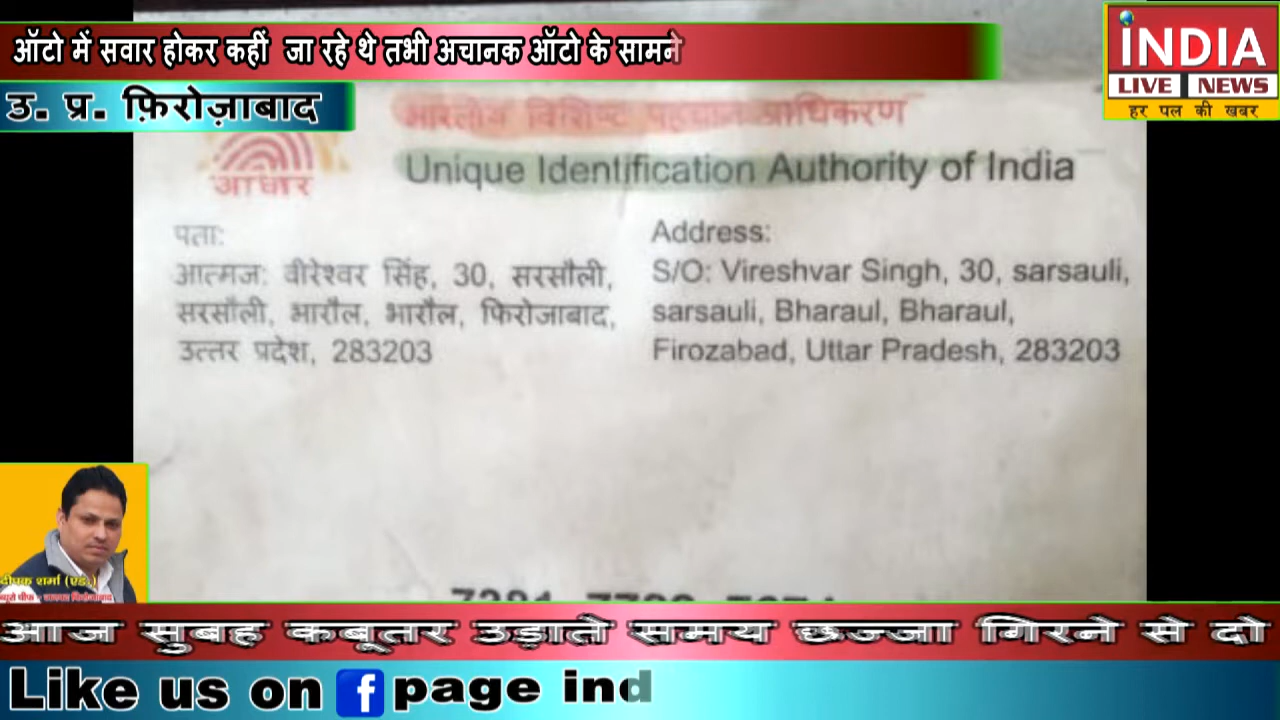 ऑटो में सवार होकर कहीं जा रहे थे तभी अचानक ऑटो के सामने
INDIA
LIVE NEWS
हर पल की खबर
उ. प्र. फ़िरोज़ाबाद
भारतीय विशिष्ट पहचान प्राधिकरण
आधार
Unique Identification Authority of India
पता:
आत्मज: वीरेश्वर सिंह, 30, सरसौली,
सरसौली, भारौल, भारौल, फिरोजाबाद,
उत्तर प्रदेश, 283203
Address:
S/O: Vireshvar Singh, 30, sarsauli,
sarsauli, Bharaul, Bharaul,
Firozabad, Uttar Pradesh, 283203
दीपक शर्मा (एड.)
आज सुबह कबूतर उड़ाते समय छज्जा गिरने से दो
Like us on f page ind